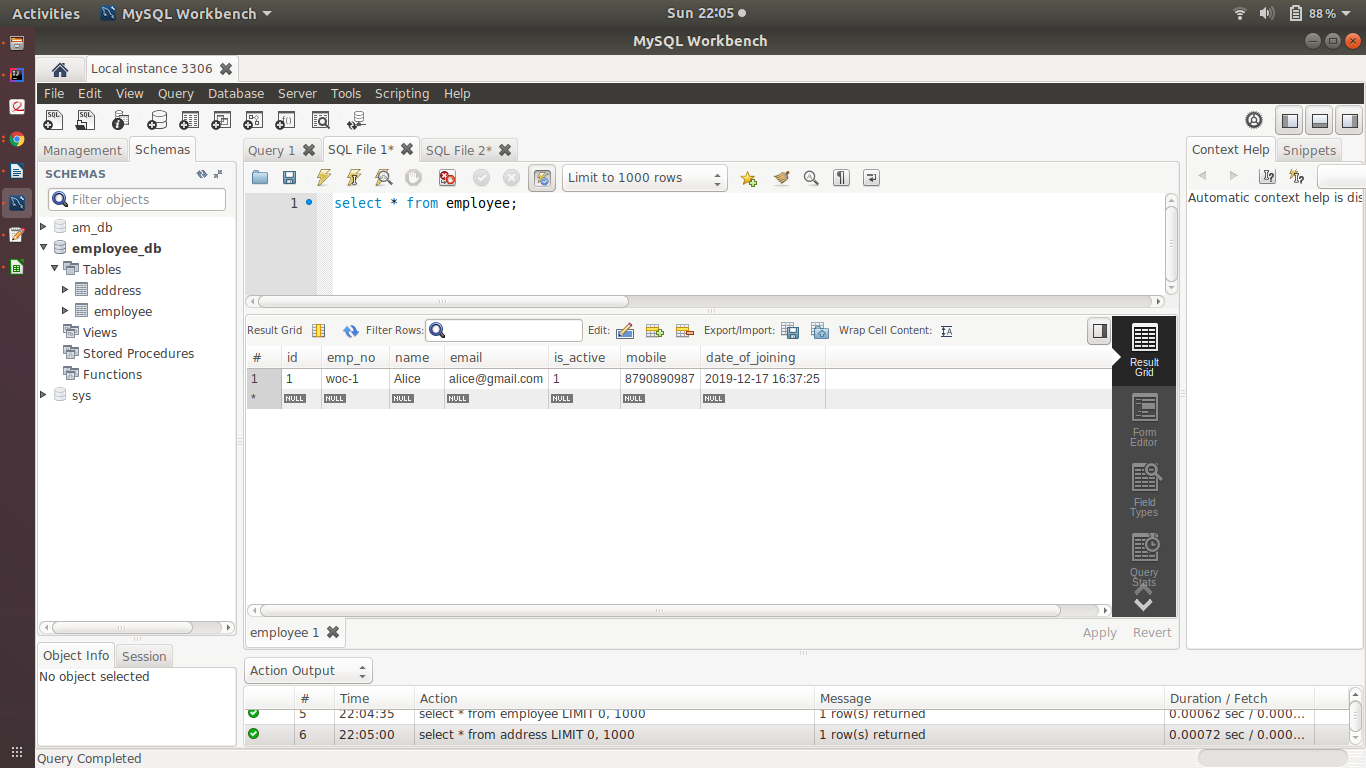 Activities MySQL Workbench Sun 22:05 88%
MySQL Workbench
Local instance 3306
File Edit View Query Database Server Tools Scripting Help
Management Schemas Query 1 SQL File 1* SQL File 2* Context Help Snippets
SCHEMAS
Limit to 1000 rows
Filter objects
Automatic context help is dis
1 select * from employee;
am_db
employee_db
Tables
address
employee
Views
Stored Procedures
Functions
sys
Result Grid Filter Rows: Edit: Export/Import: Wrap Cell Content:
# id emp_no name email is_active mobile date_of_joining
1 1 woc-1 Alice alice@gmail.com 1 8790890987 2019-12-17 16:37:25
* NULL NULL NULL NULL NULL NULL NULL
Result
Grid
Form
Editor
Field
Types
Query
Stats
employee 1 Apply Revert
Object Info Session
No object selected
Action Output
# Time Action Message Duration / Fetch
5 22:04:35 select * from employee LIMIT 0, 1000 1 row(s) returned 0.00062 sec / 0.000...
6 22:05:00 select * from address LIMIT 0, 1000 1 row(s) returned 0.00072 sec / 0.000...
Query Completed